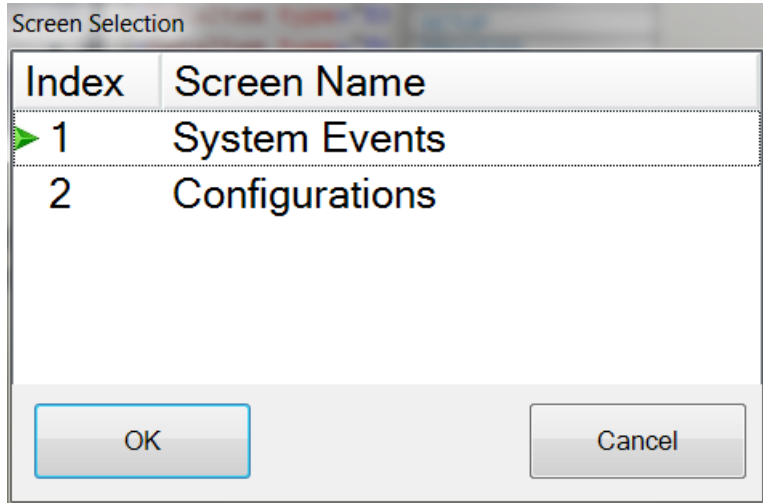 Screen Selection
Index Screen Name
1 System Events
2 Configurations
OK Cancel